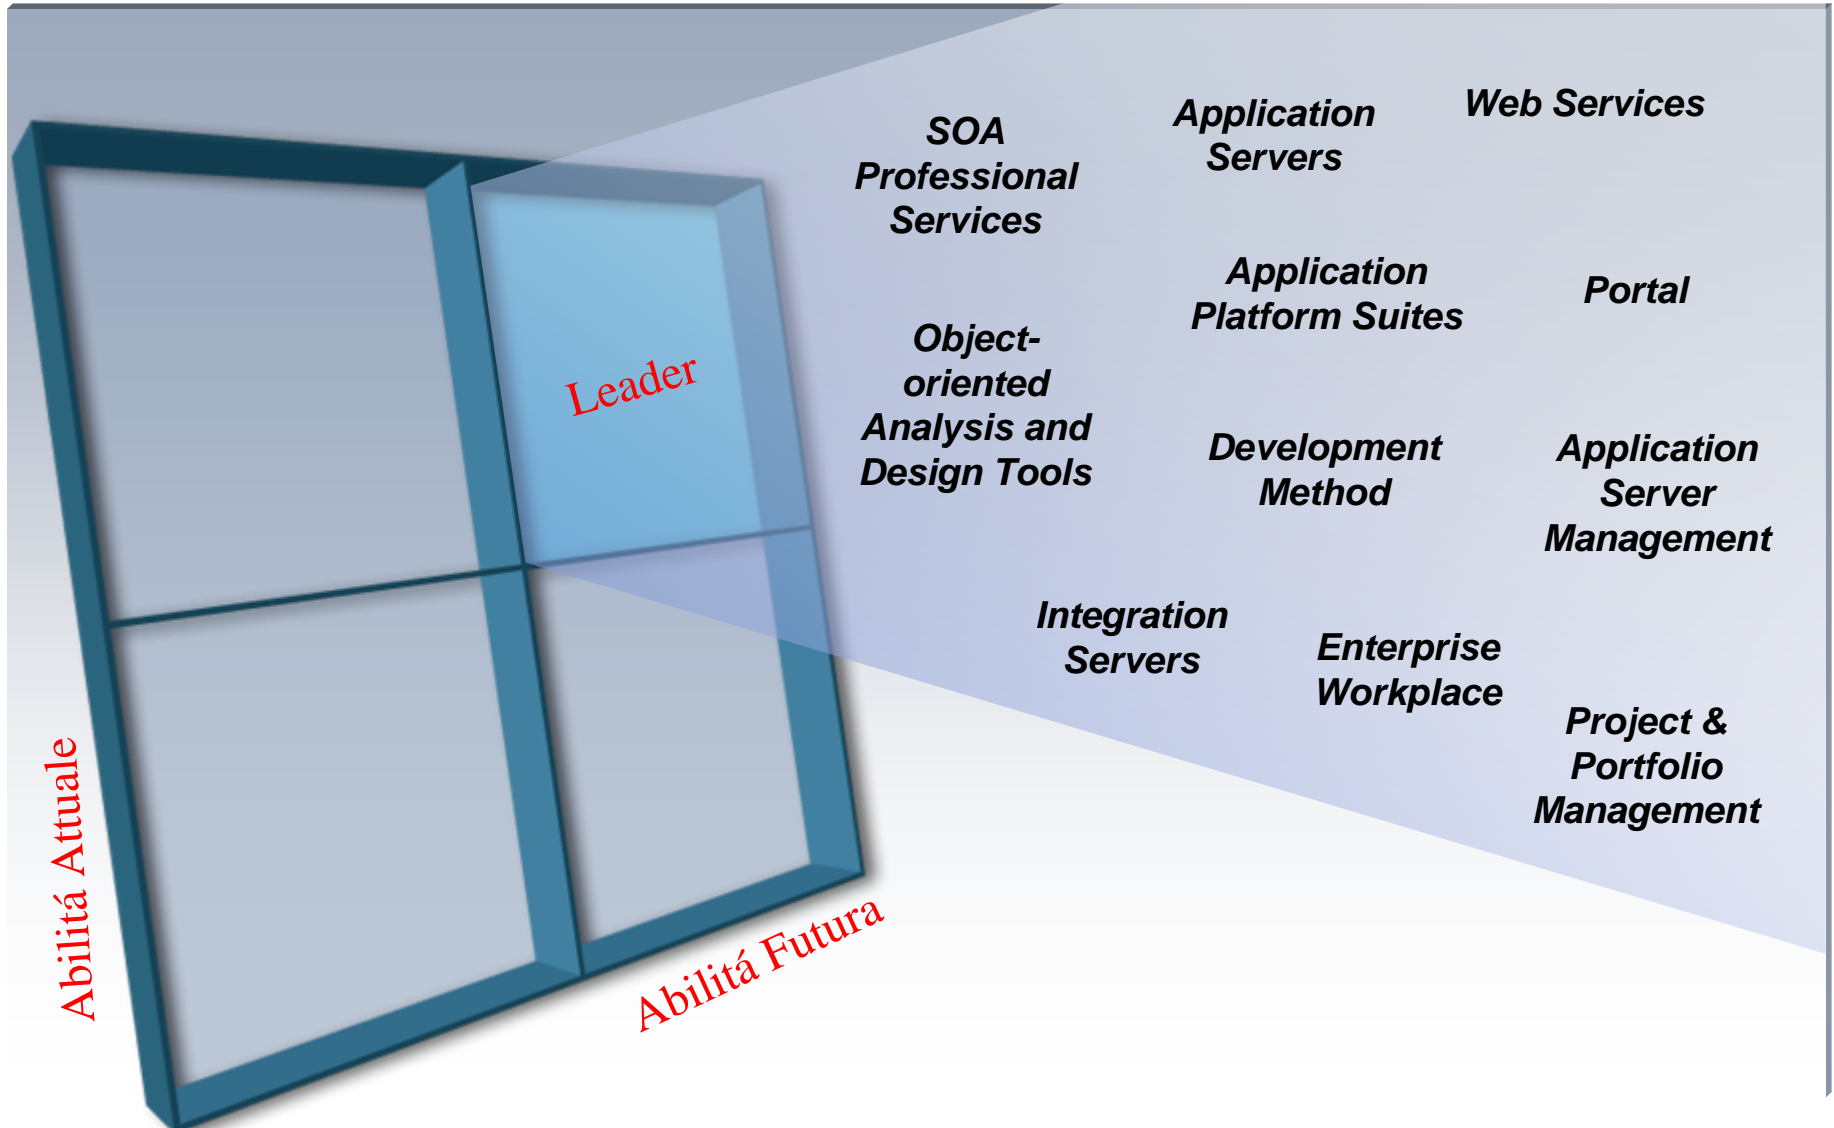 SOA
Professional
Services
Application
Servers
Web Services
Application
Platform Suites
Portal
Object-
oriented
Analysis and
Design Tools
Leader
Development
Method
Application
Server
Management
Integration
Servers
Enterprise
Workplace
Project &
Portfolio
Management
Abilitá Attuale
Abilitá Futura